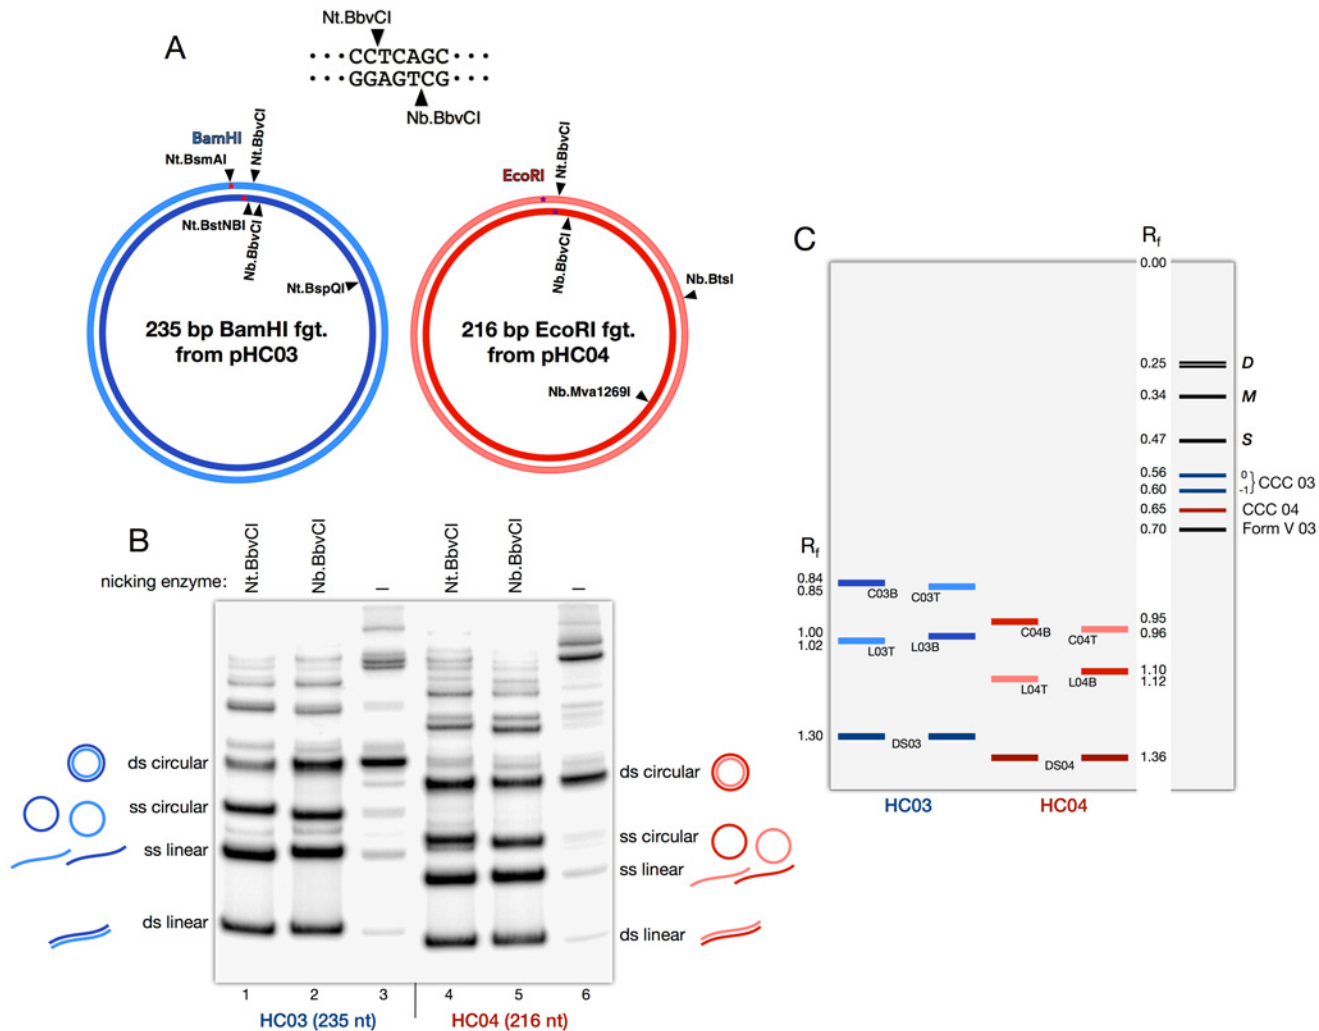 A
Nt.BbvCI
···CCTCAGC···
···GGAGTCG···
Nb.BbvCI
BamHI
Nt.BsmAI
Nt.BbvCI
Nt.BstNBI
Nb.BbvCI
Nt.BspQI
235 bp BamHI fgt.
from pHC03
EcoRI
Nt.BbvCI
Nb.BbvCI
Nb.BtsI
216 bp EcoRI fgt.
from pHC04
Nb.Mva1269I
B
nicking enzyme:
Nt.BbvCI
Nb.BbvCI
–
Nt.BbvCI
Nb.BbvCI
–
ds circular
ss circular
ss linear
ds linear
ds circular
ss circular
ss linear
ds linear
1 2 3 4 5 6
HC03 (235 nt) HC04 (216 nt)
C
Rf
0.00
0.25 D
0.34 M
0.47 S
0.56 0
0.60 -1
CCC 03
0.65 CCC 04
0.70 Form V 03
Rf
0.84
0.85
C03B C03T
0.95
0.96
C04B C04T
1.00
1.02
L03T L03B
1.10
1.12
L04T L04B
1.30 DS03
DS04 1.36
HC03 HC04